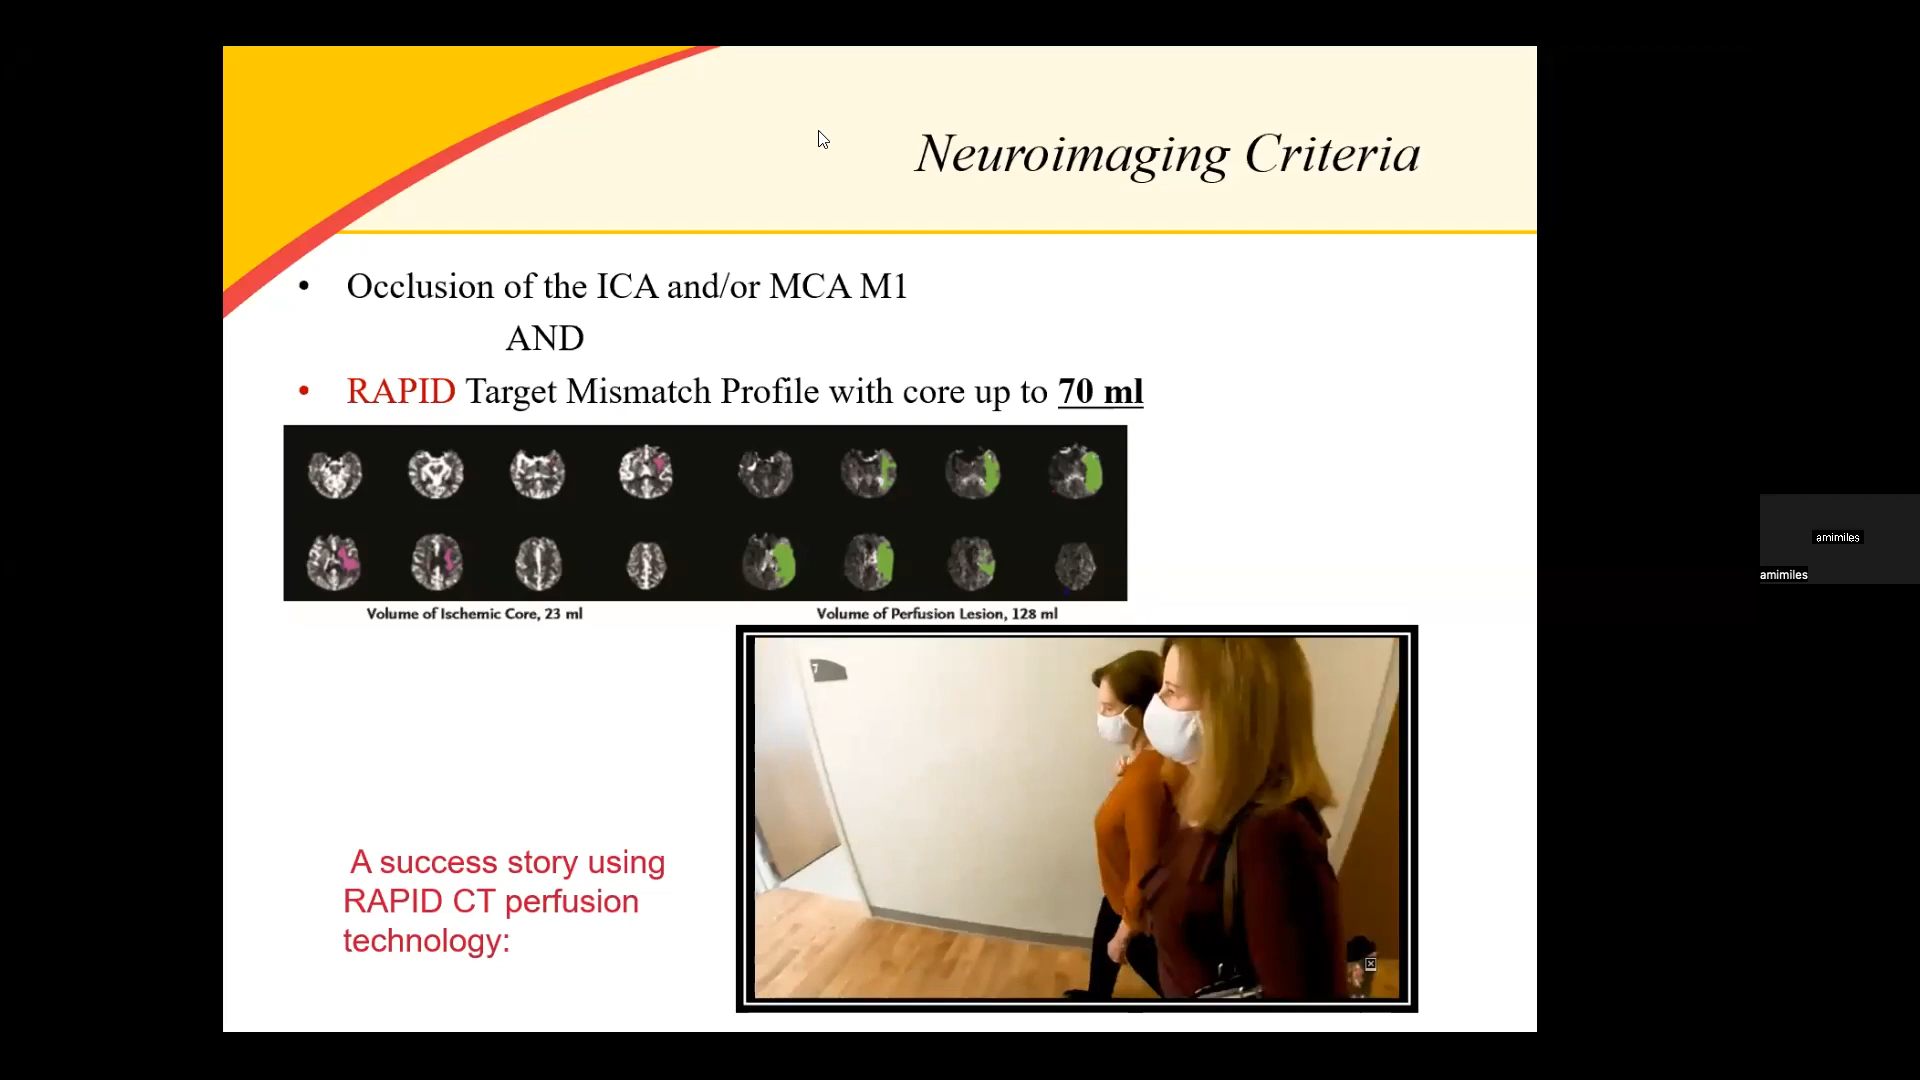 Neuroimaging Criteria
• Occlusion of the ICA and/or MCA M1
AND
• RAPID Target Mismatch Profile with core up to 70 ml
Volume of Ischemic Core, 23 ml
Volume of Perfusion Lesion, 128 ml
7
A success story using
RAPID CT perfusion
technology:
amimiles
amimiles